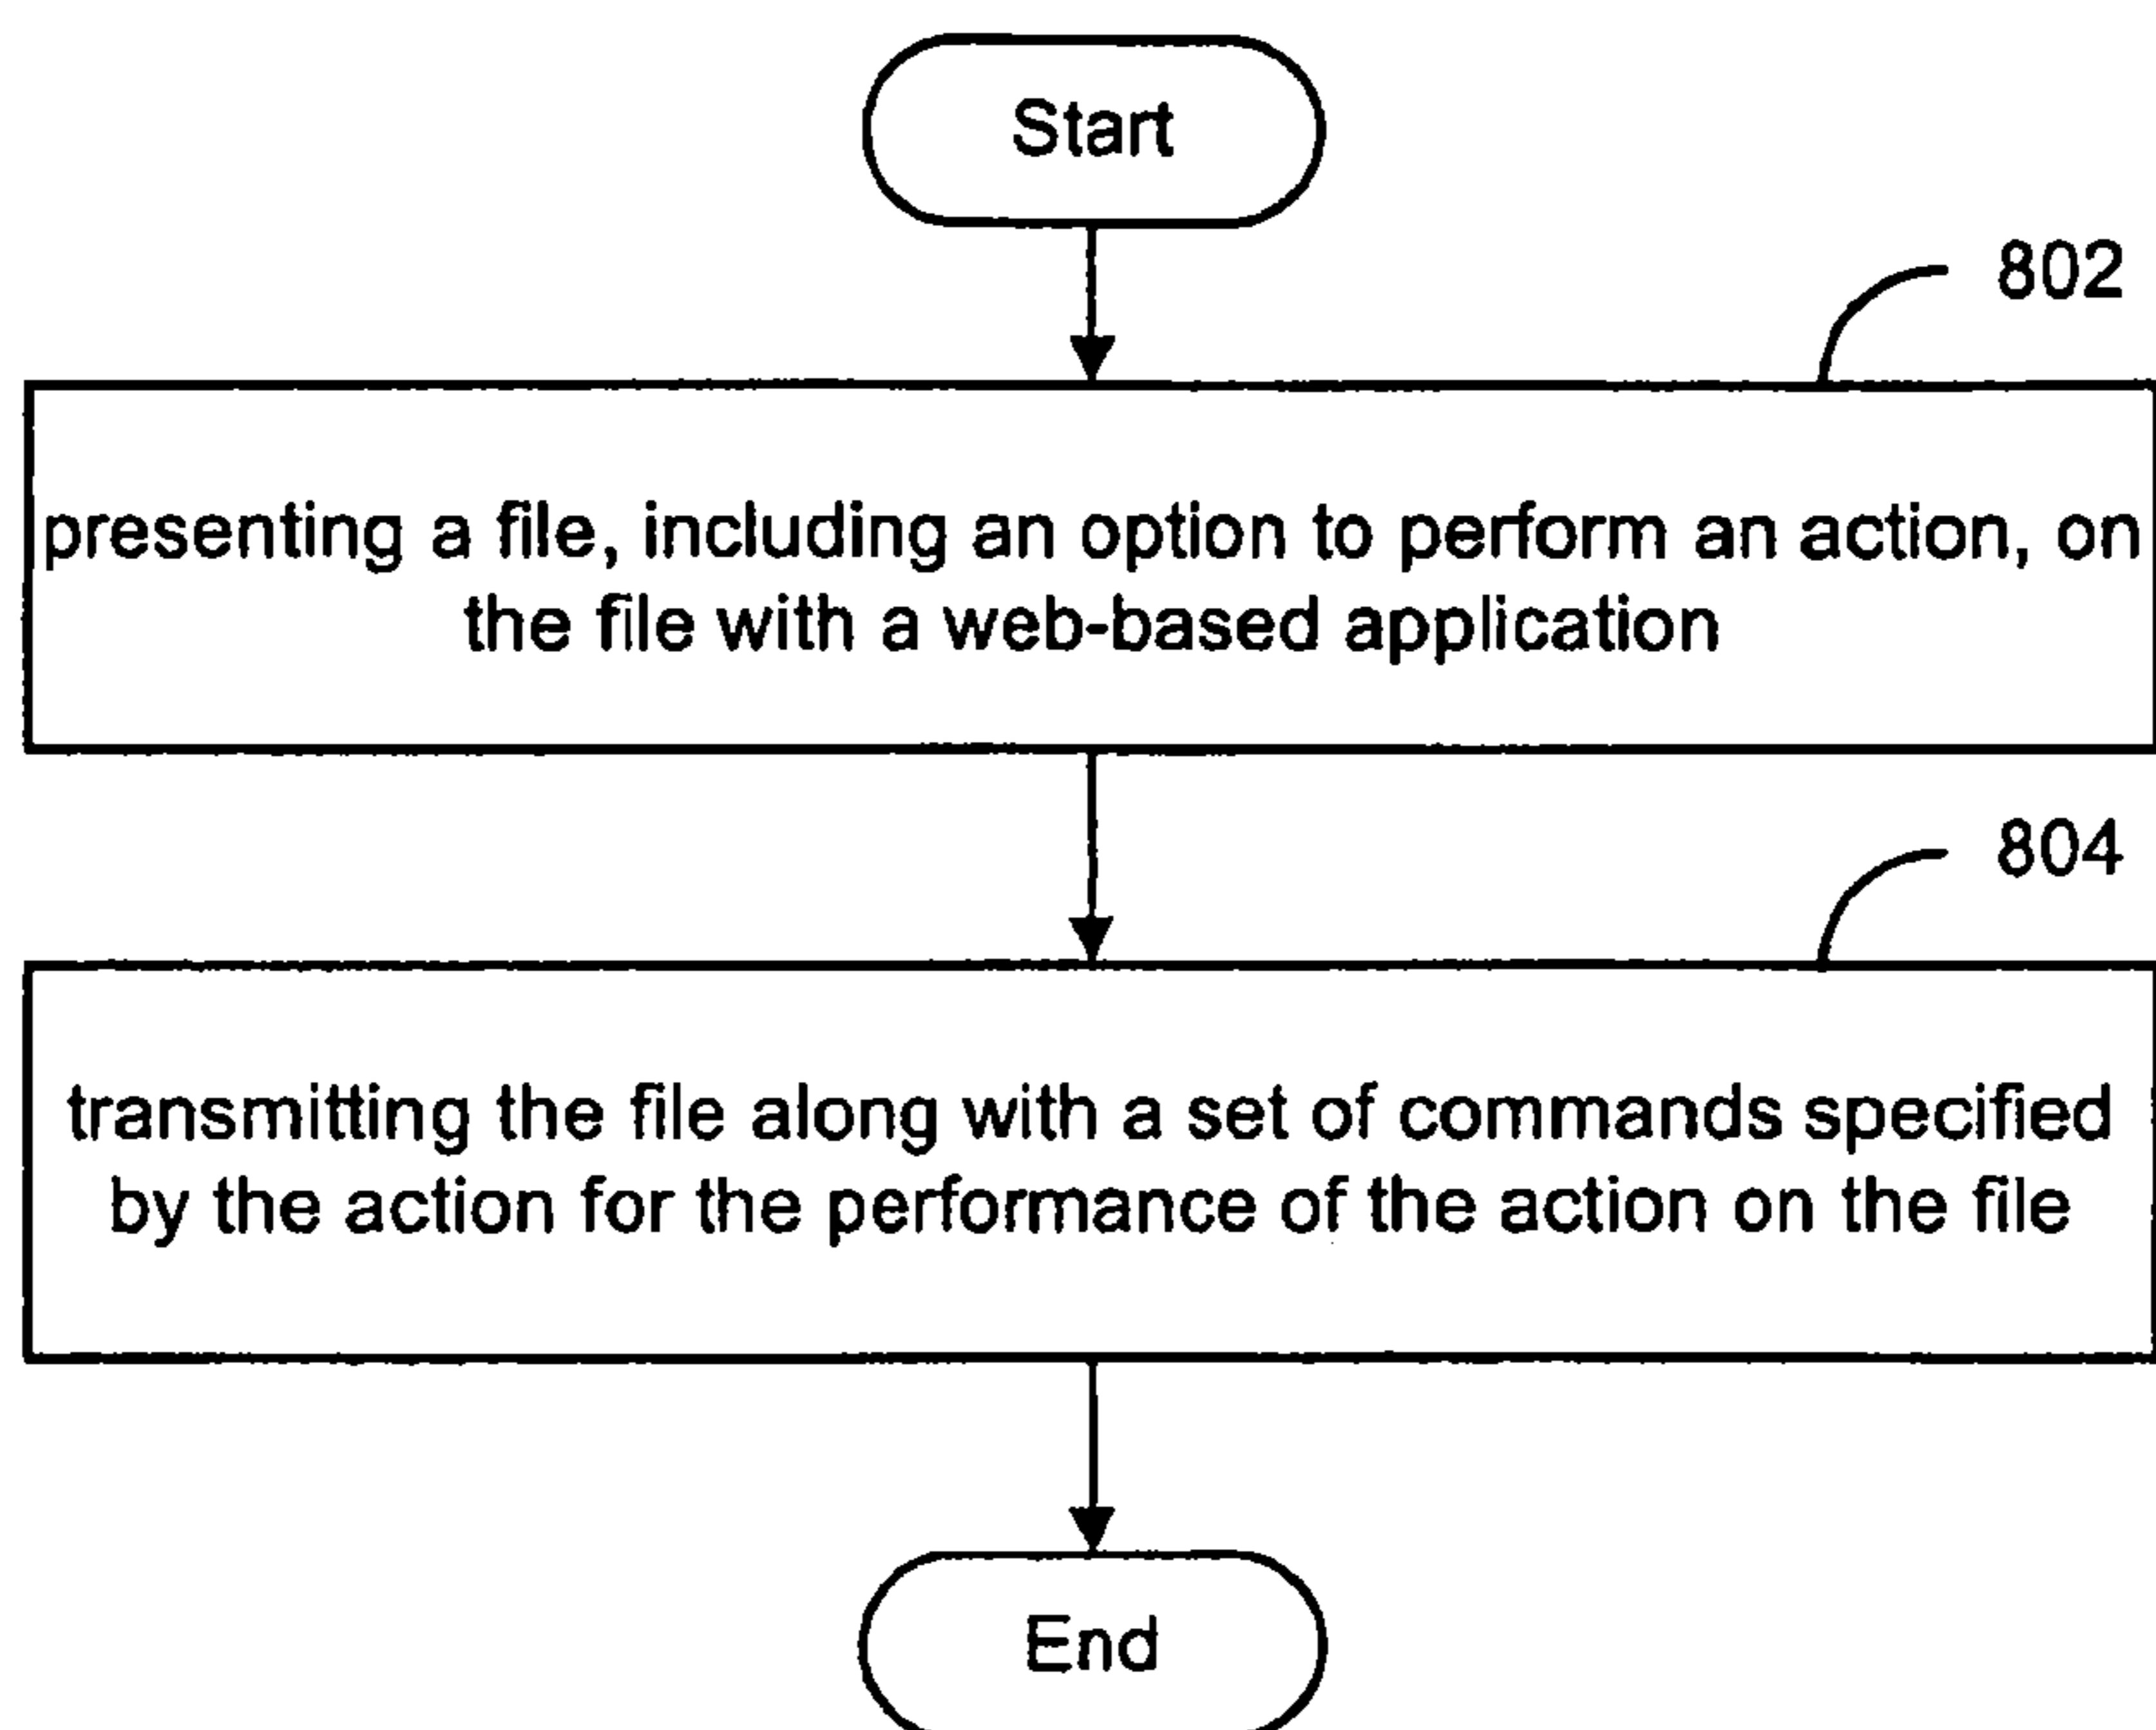 Start
802
presenting a file, including an option to perform an action, on
the file with a web-based application
804
transmitting the file along with a set of commands specified
by the action for the performance of the action on the file
End